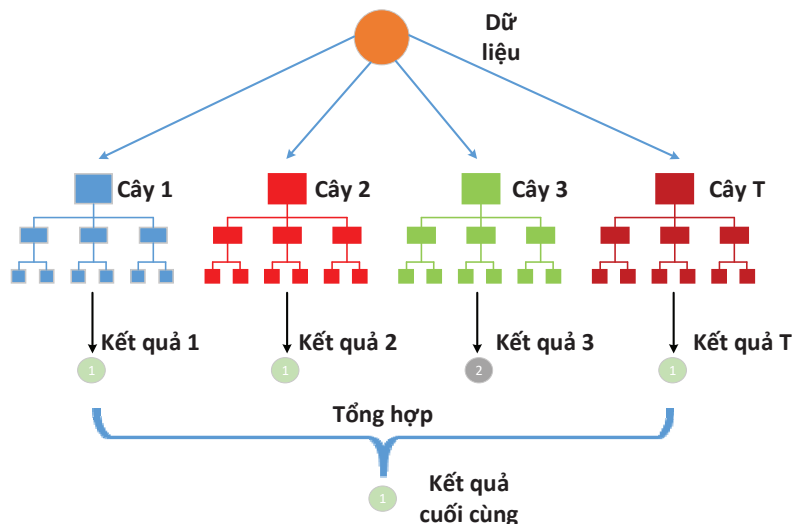 Dữ
liệu
Cây 1
Cây 2
Cây 3
Cây T
Kết quả 1
Kết quả 2
Kết quả 3
Kết quả T
1
1
2
1
Tổng hợp
1
Kết quả
cuối cùng